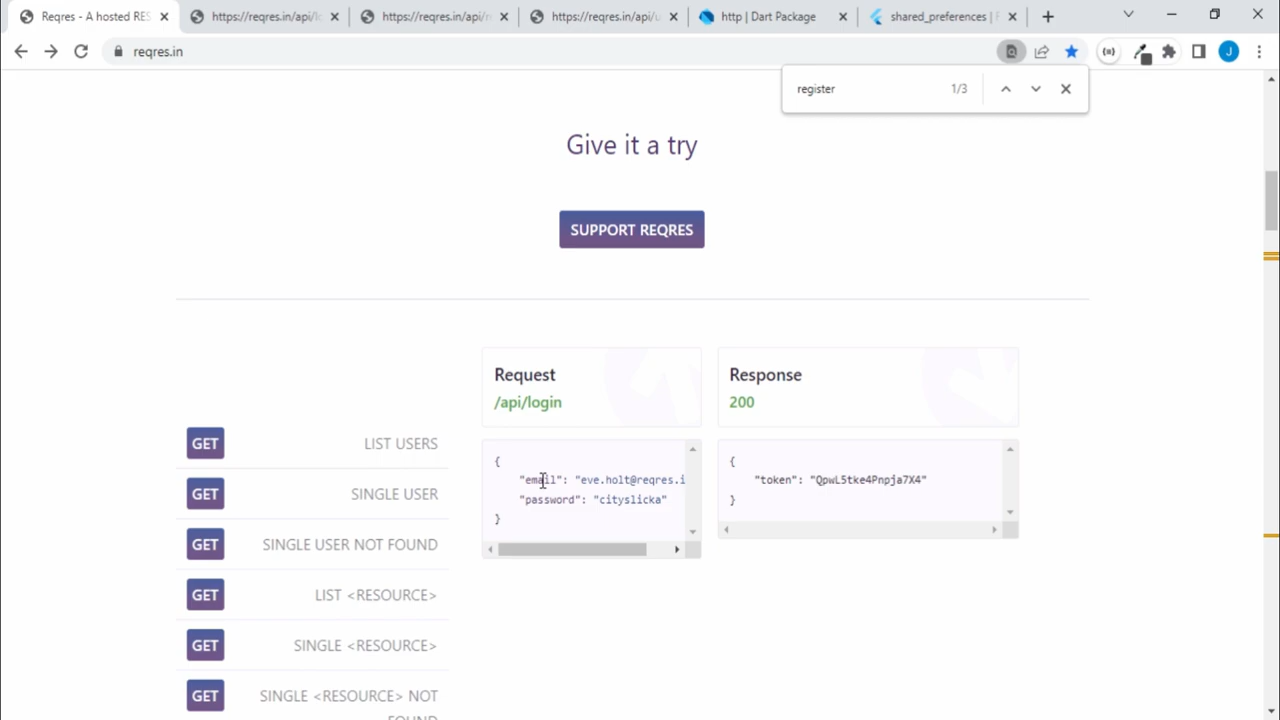 Reqres - A hosted RES
https://reqres.in/api/lo
https://reqres.in/api/r
https://reqres.in/api/u
http | Dart Package
shared_preferences | F
reqres.in
J
register
1/3
Give it a try
SUPPORT REQRES
Request
/api/login
Response
200
GET LIST USERS
GET SINGLE USER
GET SINGLE USER NOT FOUND
GET LIST <RESOURCE>
GET SINGLE <RESOURCE>
GET SINGLE <RESOURCE> NOT
FOUND
{
"email": "eve.holt@reqres.i
"password": "cityslicka"
}
{
"token": "QpwL5tke4Pnpja7X4"
}